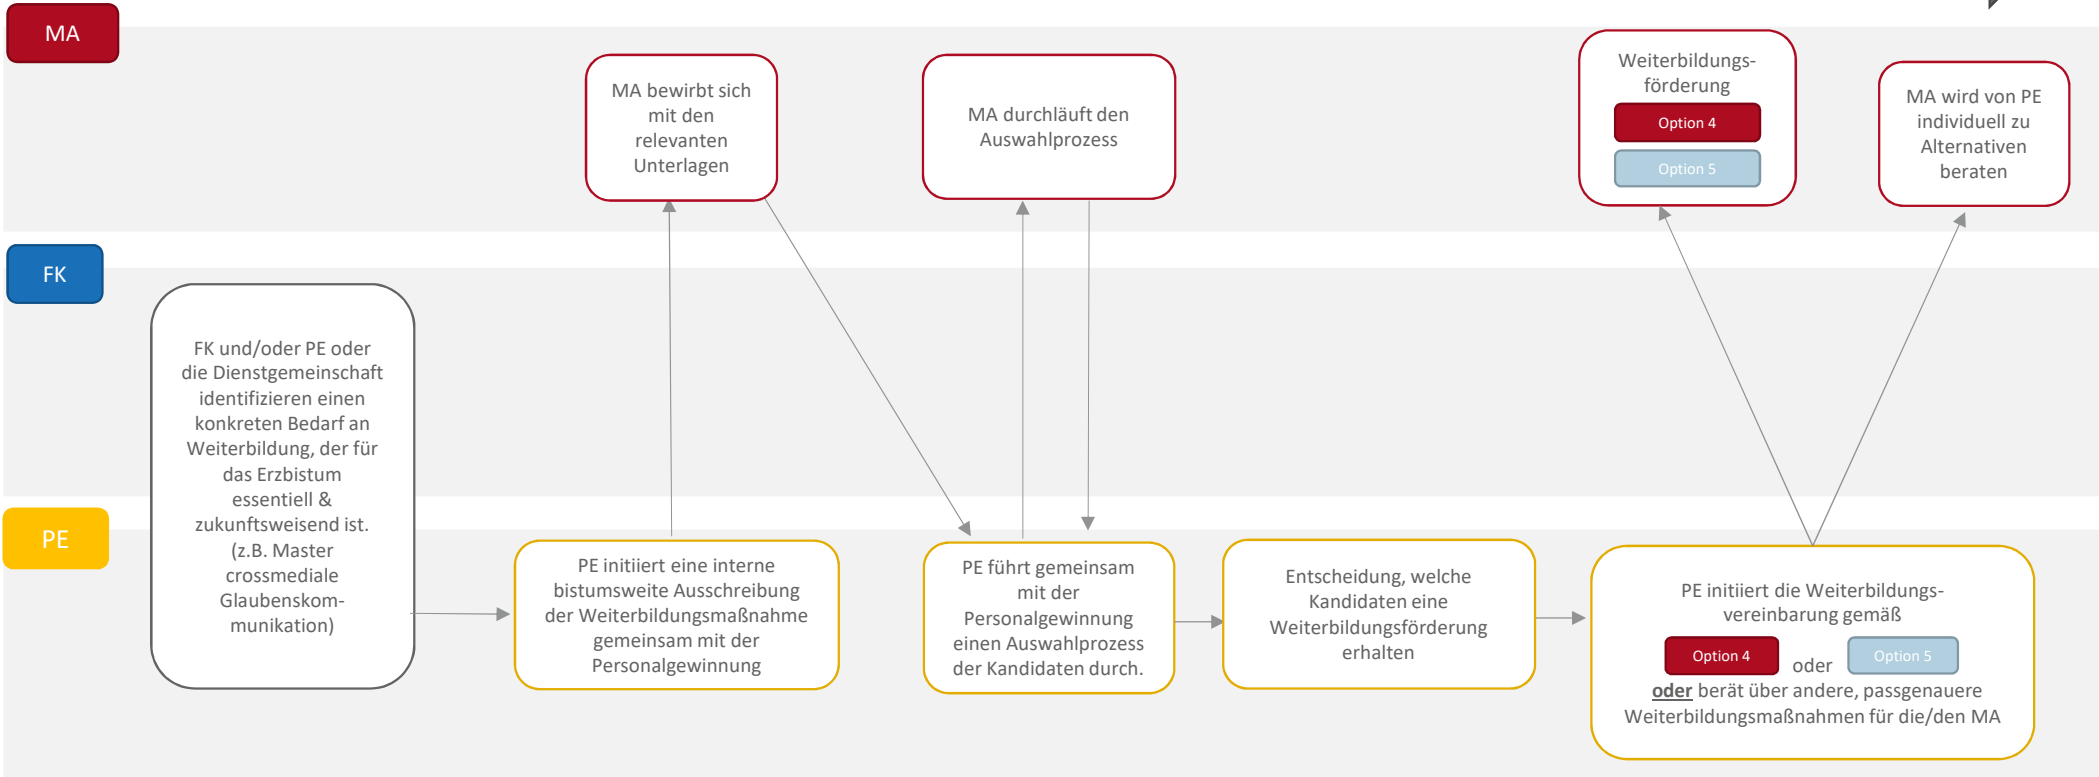 MA
MA bewirbt sich
mit den
relevanten
Unterlagen
MA durchläuft den
Auswahlprozess
Weiterbildungs-
förderung
Option 4
Option 5
MA wird von PE
individuell zu
Alternativen
beraten
FK
FK und/oder PE oder
die Dienstgemeinschaft
identifizieren einen
konkreten Bedarf an
Weiterbildung, der für
das Erzbistum
essentiell &
zukunftsweisend ist.
(z.B. Master
crossmediale
Glaubenskom-
munikation)
PE
PE initiiert eine interne
bistumsweite Ausschreibung
der Weiterbildungsmaßnahme
gemeinsam mit der
Personalgewinnung
PE führt gemeinsam
mit der
Personalgewinnung
einen Auswahlprozess
der Kandidaten durch.
Entscheidung, welche
Kandidaten eine
Weiterbildungsförderung
erhalten
PE initiiert die Weiterbildungs-
vereinbarung gemäß
Option 4 oder Option 5
oder berät über andere, passgenauere
Weiterbildungsmaßnahmen für die/den MA